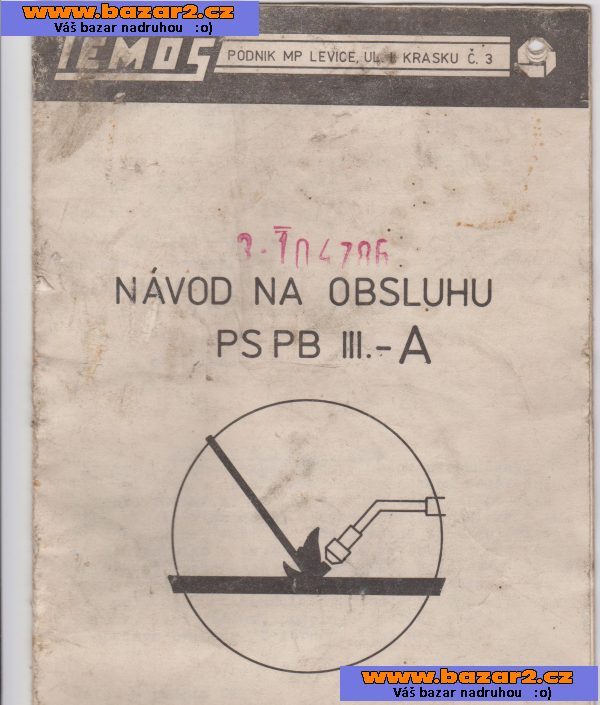 www.bazar2.cz
Váš bazar nadruhou :o)
TEMOS PODNIK MP LEVICE, UL. I. KRASKU Č. 3
NÁVOD NA OBSLUHU
PS PB III.-A
www.bazar2.cz
Váš bazar nadruhou :o)